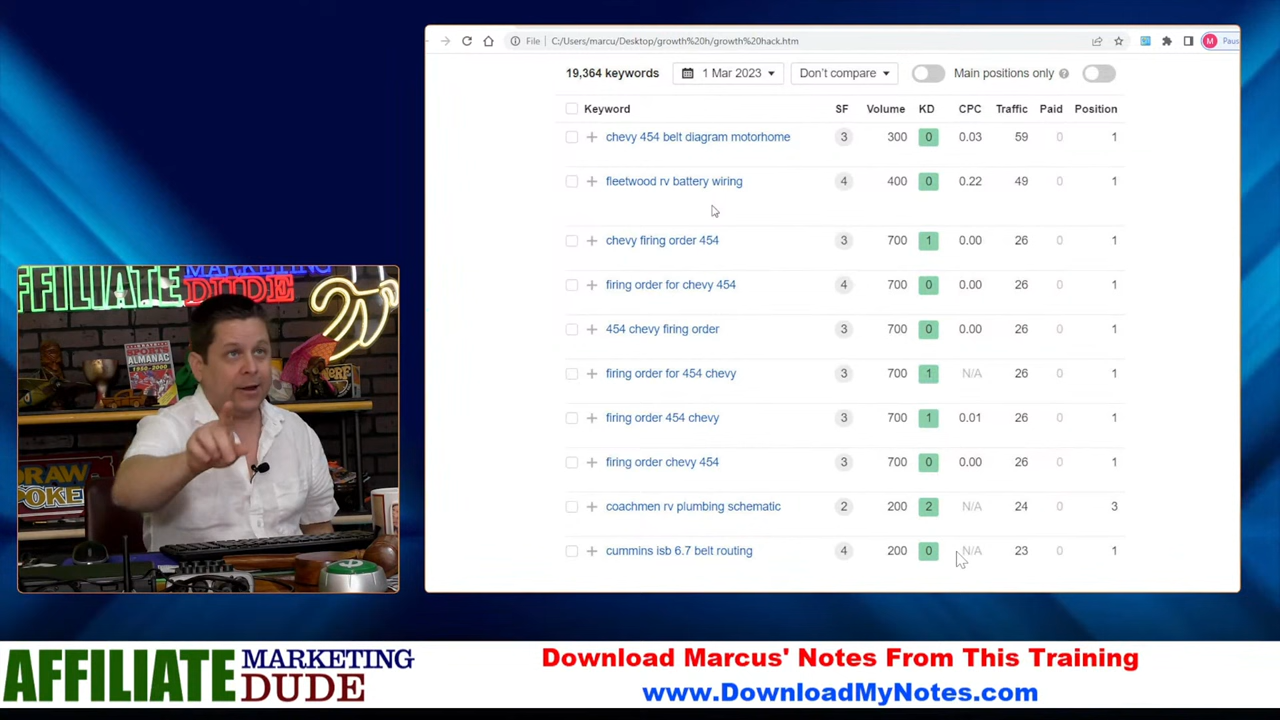 File C:/Users/marcu/Desktop/growth%20h/growth%20hack.htm
M Paus
19,364 keywords 1 Mar 2023 Don't compare Main positions only ?
Keyword SF Volume KD CPC Traffic Paid Position
chevy 454 belt diagram motorhome 3 300 0 0.03 59 0 1
fleetwood rv battery wiring 4 400 0 0.22 49 0 1
chevy firing order 454 3 700 1 0.00 26 0 1
firing order for chevy 454 4 700 0 0.00 26 0 1
454 chevy firing order 3 700 0 0.00 26 0 1
firing order for 454 chevy 3 700 1 N/A 26 0 1
firing order 454 chevy 3 700 1 0.01 26 0 1
firing order chevy 454 3 700 0 0.00 26 0 1
coachmen rv plumbing schematic 2 200 2 N/A 24 0 3
cummins isb 6.7 belt routing 4 200 0 N/A 23 0 1
AFFILIATE MARKETING
DUDE
SPORTS
ALMANAC
1950-2000
NERF
DRAW
POKE
AFFILIATE MARKETING DUDE
Download Marcus' Notes From This Training
www.DownloadMyNotes.com